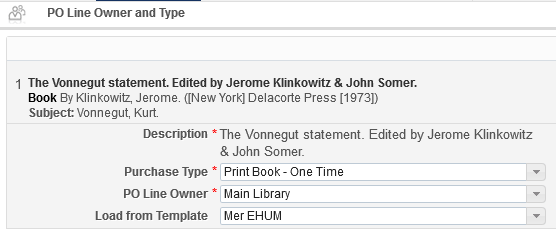 PO Line Owner and Type
1 The Vonnegut statement. Edited by Jerome Klinkowitz & John Somer.
Book By Klinkowitz, Jerome. ([New York] Delacorte Press [1973])
Subject: Vonnegut, Kurt.
Description * The Vonnegut statement. Edited by Jerome Klinkowitz
& John Somer.
Purchase Type * Print Book - One Time
PO Line Owner * Main Library
Load from Template Mer EHUM